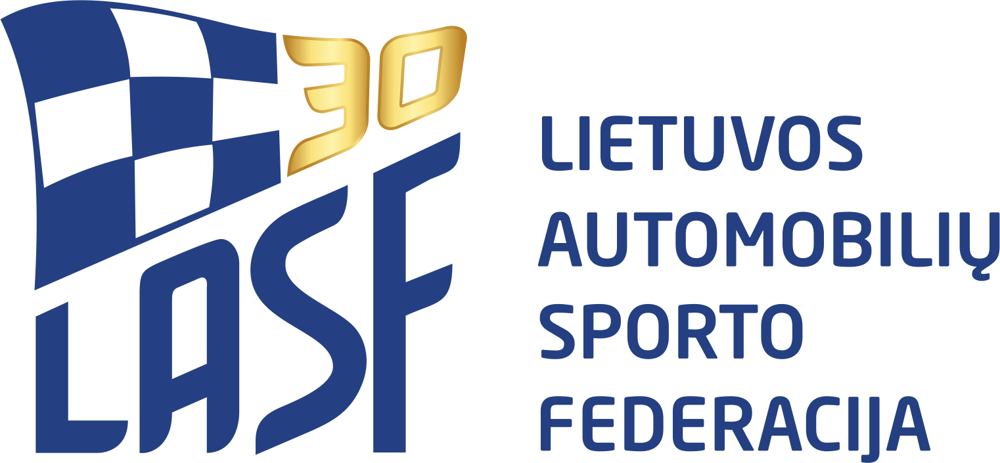 30
LASF
LIETUVOS
AUTOMOBILIŲ
SPORTO
FEDERACIJA